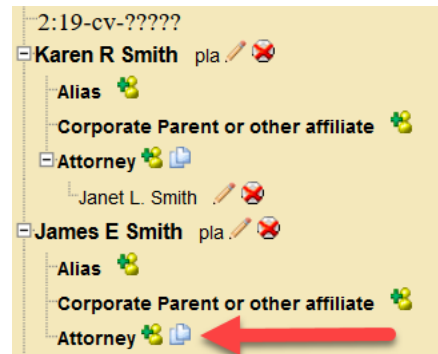 2:19-cv-?????
Karen R Smith pla
Alias
Corporate Parent or other affiliate
Attorney
Janet L. Smith
James E Smith pla
Alias
Corporate Parent or other affiliate
Attorney